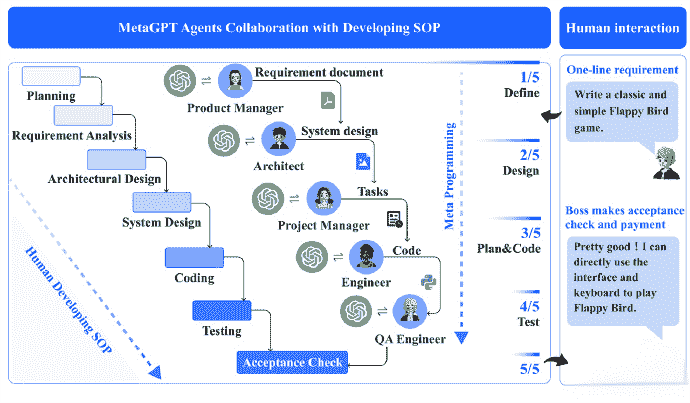 MetaGPT Agents Collaboration with Developing SOP
Human interaction
Planning
Requirement Analysis
Architectural Design
System Design
Coding
Testing
Acceptance Check
Human Developing SOP
Requirement document
Product Manager
System design
Architect
Tasks
Project Manager
Code
Engineer
QA Engineer
Meta Programming
1/5
Define
2/5
Design
3/5
Plan&Code
4/5
Test
5/5
One-line requirement
Write a classic and
simple Flappy Bird
game.
Boss makes acceptance
check and payment
Pretty good ! I can
directly use the
interface and
keyboard to play
Flappy Bird.